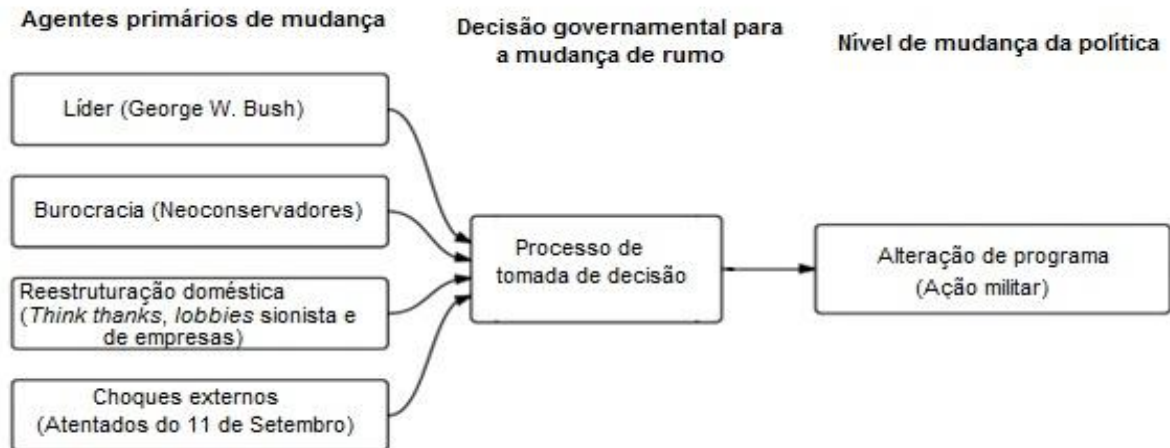 Agentes primários de mudança
Decisão governamental para
a mudança de rumo
Nível de mudança da política
Líder (George W. Bush)
Burocracia (Neoconservadores)
Reestruturação doméstica
(Think thanks, lobbies sionista e
de empresas)
Choques externos
(Atentados do 11 de Setembro)
Processo de
tomada de decisão
Alteração de programa
(Ação militar)